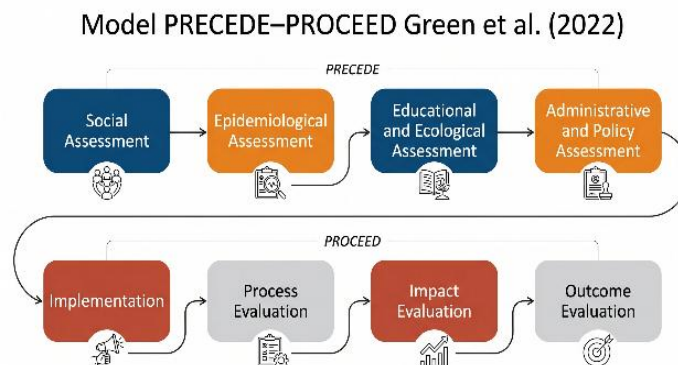 Model PRECEDE–PROCEED Green et al. (2022)
PRECEDE
Social
Assessment
Epidemiological
Assessment
Educational
and Ecological
Assessment
Administrative
and Policy
Assessment
PROCEED
Implementation
Process
Evaluation
Impact
Evaluation
Outcome
Evaluation